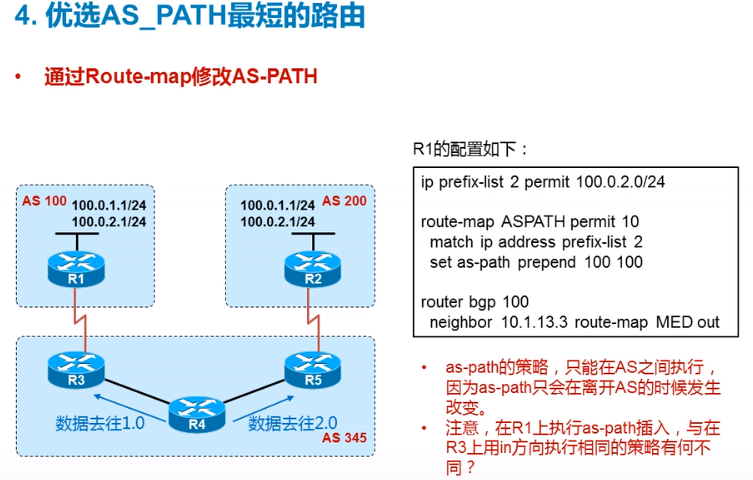 4. 优选AS_PATH最短的路由
• 通过Route-map修改AS-PATH
R1的配置如下：
ip prefix-list 2 permit 100.0.2.0/24
route-map ASPATH permit 10
match ip address prefix-list 2
set as-path prepend 100 100
router bgp 100
neighbor 10.1.13.3 route-map MED out
AS 100
100.0.1.1/24
100.0.2.1/24
R1
100.0.1.1/24
AS 200
100.0.2.1/24
R2
R3
R5
R4
数据去往1.0
数据去往2.0
AS 345
• as-path的策略，只能在AS之间执行，
因为as-path只会在离开AS的时候发生
改变。
• 注意，在R1上执行as-path插入，与在
R3上用in方向执行相同的策略有何不
同？